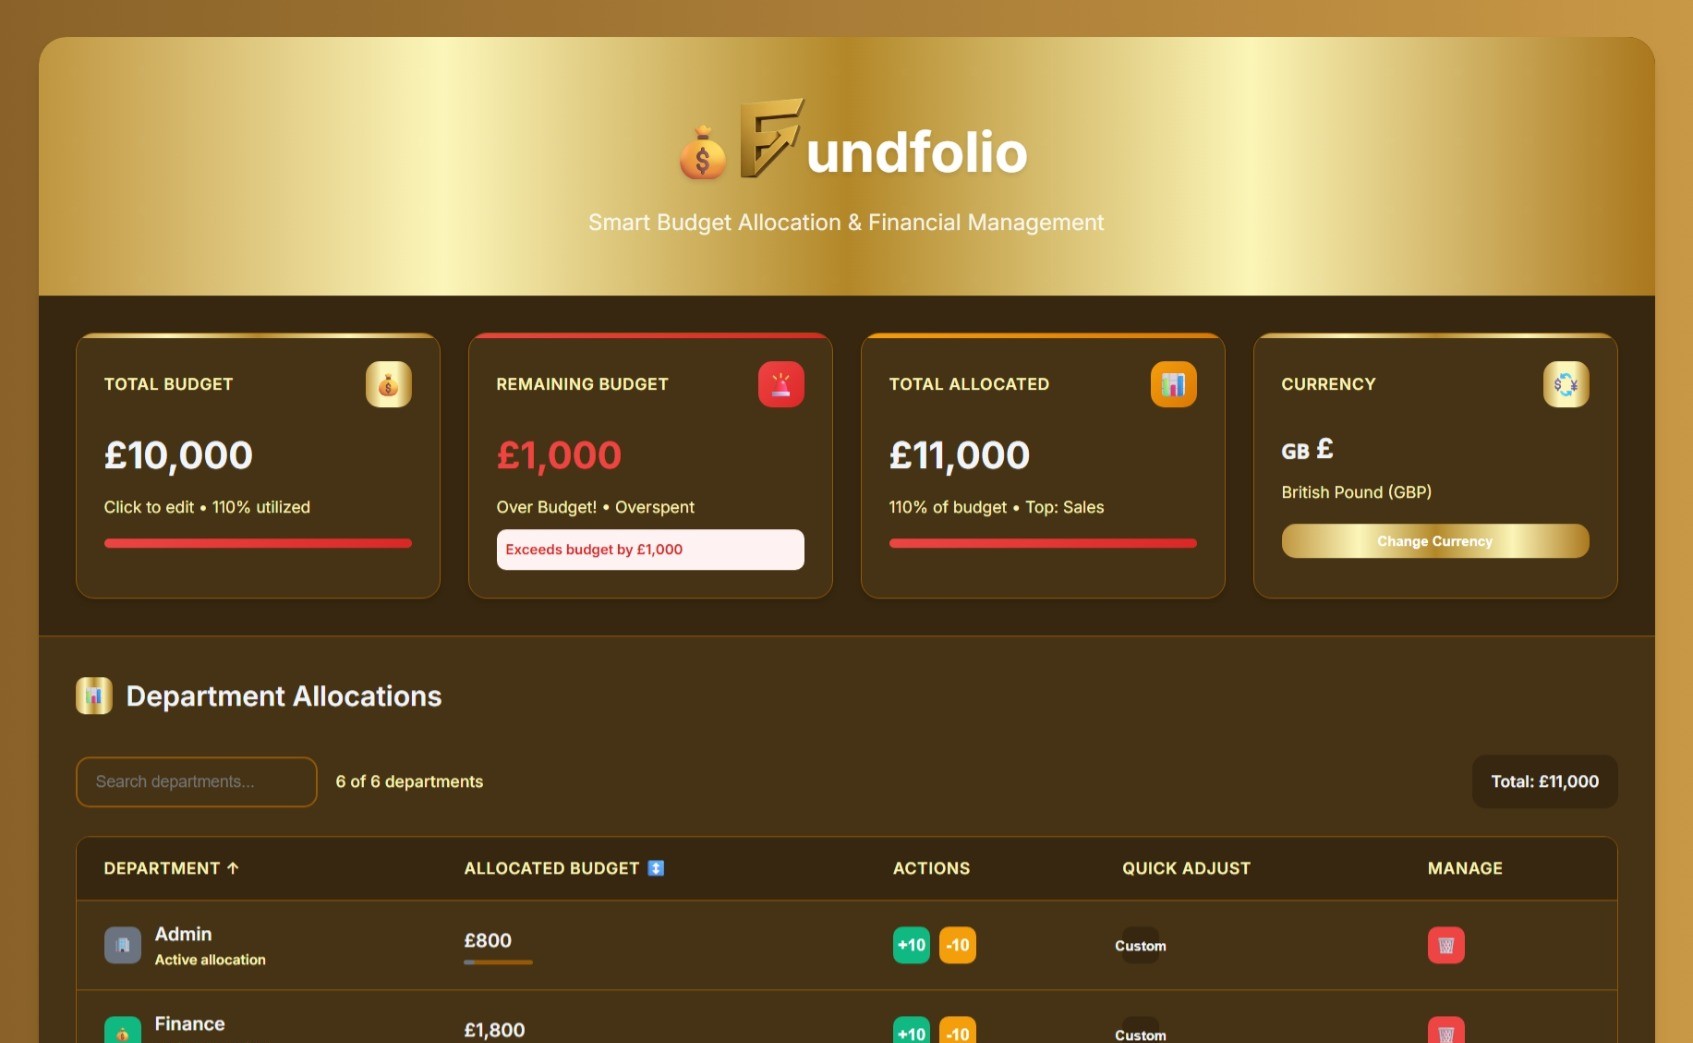 Fundfolio
Smart Budget Allocation & Financial Management
TOTAL BUDGET
£10,000
Click to edit • 110% utilized
REMAINING BUDGET
£1,000
Over Budget! • Overspent
Exceeds budget by £1,000
TOTAL ALLOCATED
£11,000
110% of budget • Top: Sales
CURRENCY
GB £
British Pound (GBP)
Change Currency
Department Allocations
Search departments...
6 of 6 departments
Total: £11,000
DEPARTMENT ↑ ALLOCATED BUDGET ↕ ACTIONS QUICK ADJUST MANAGE
Admin
Active allocation
£800
+10 -10 Custom
Finance
£1,800
+10 -10 Custom